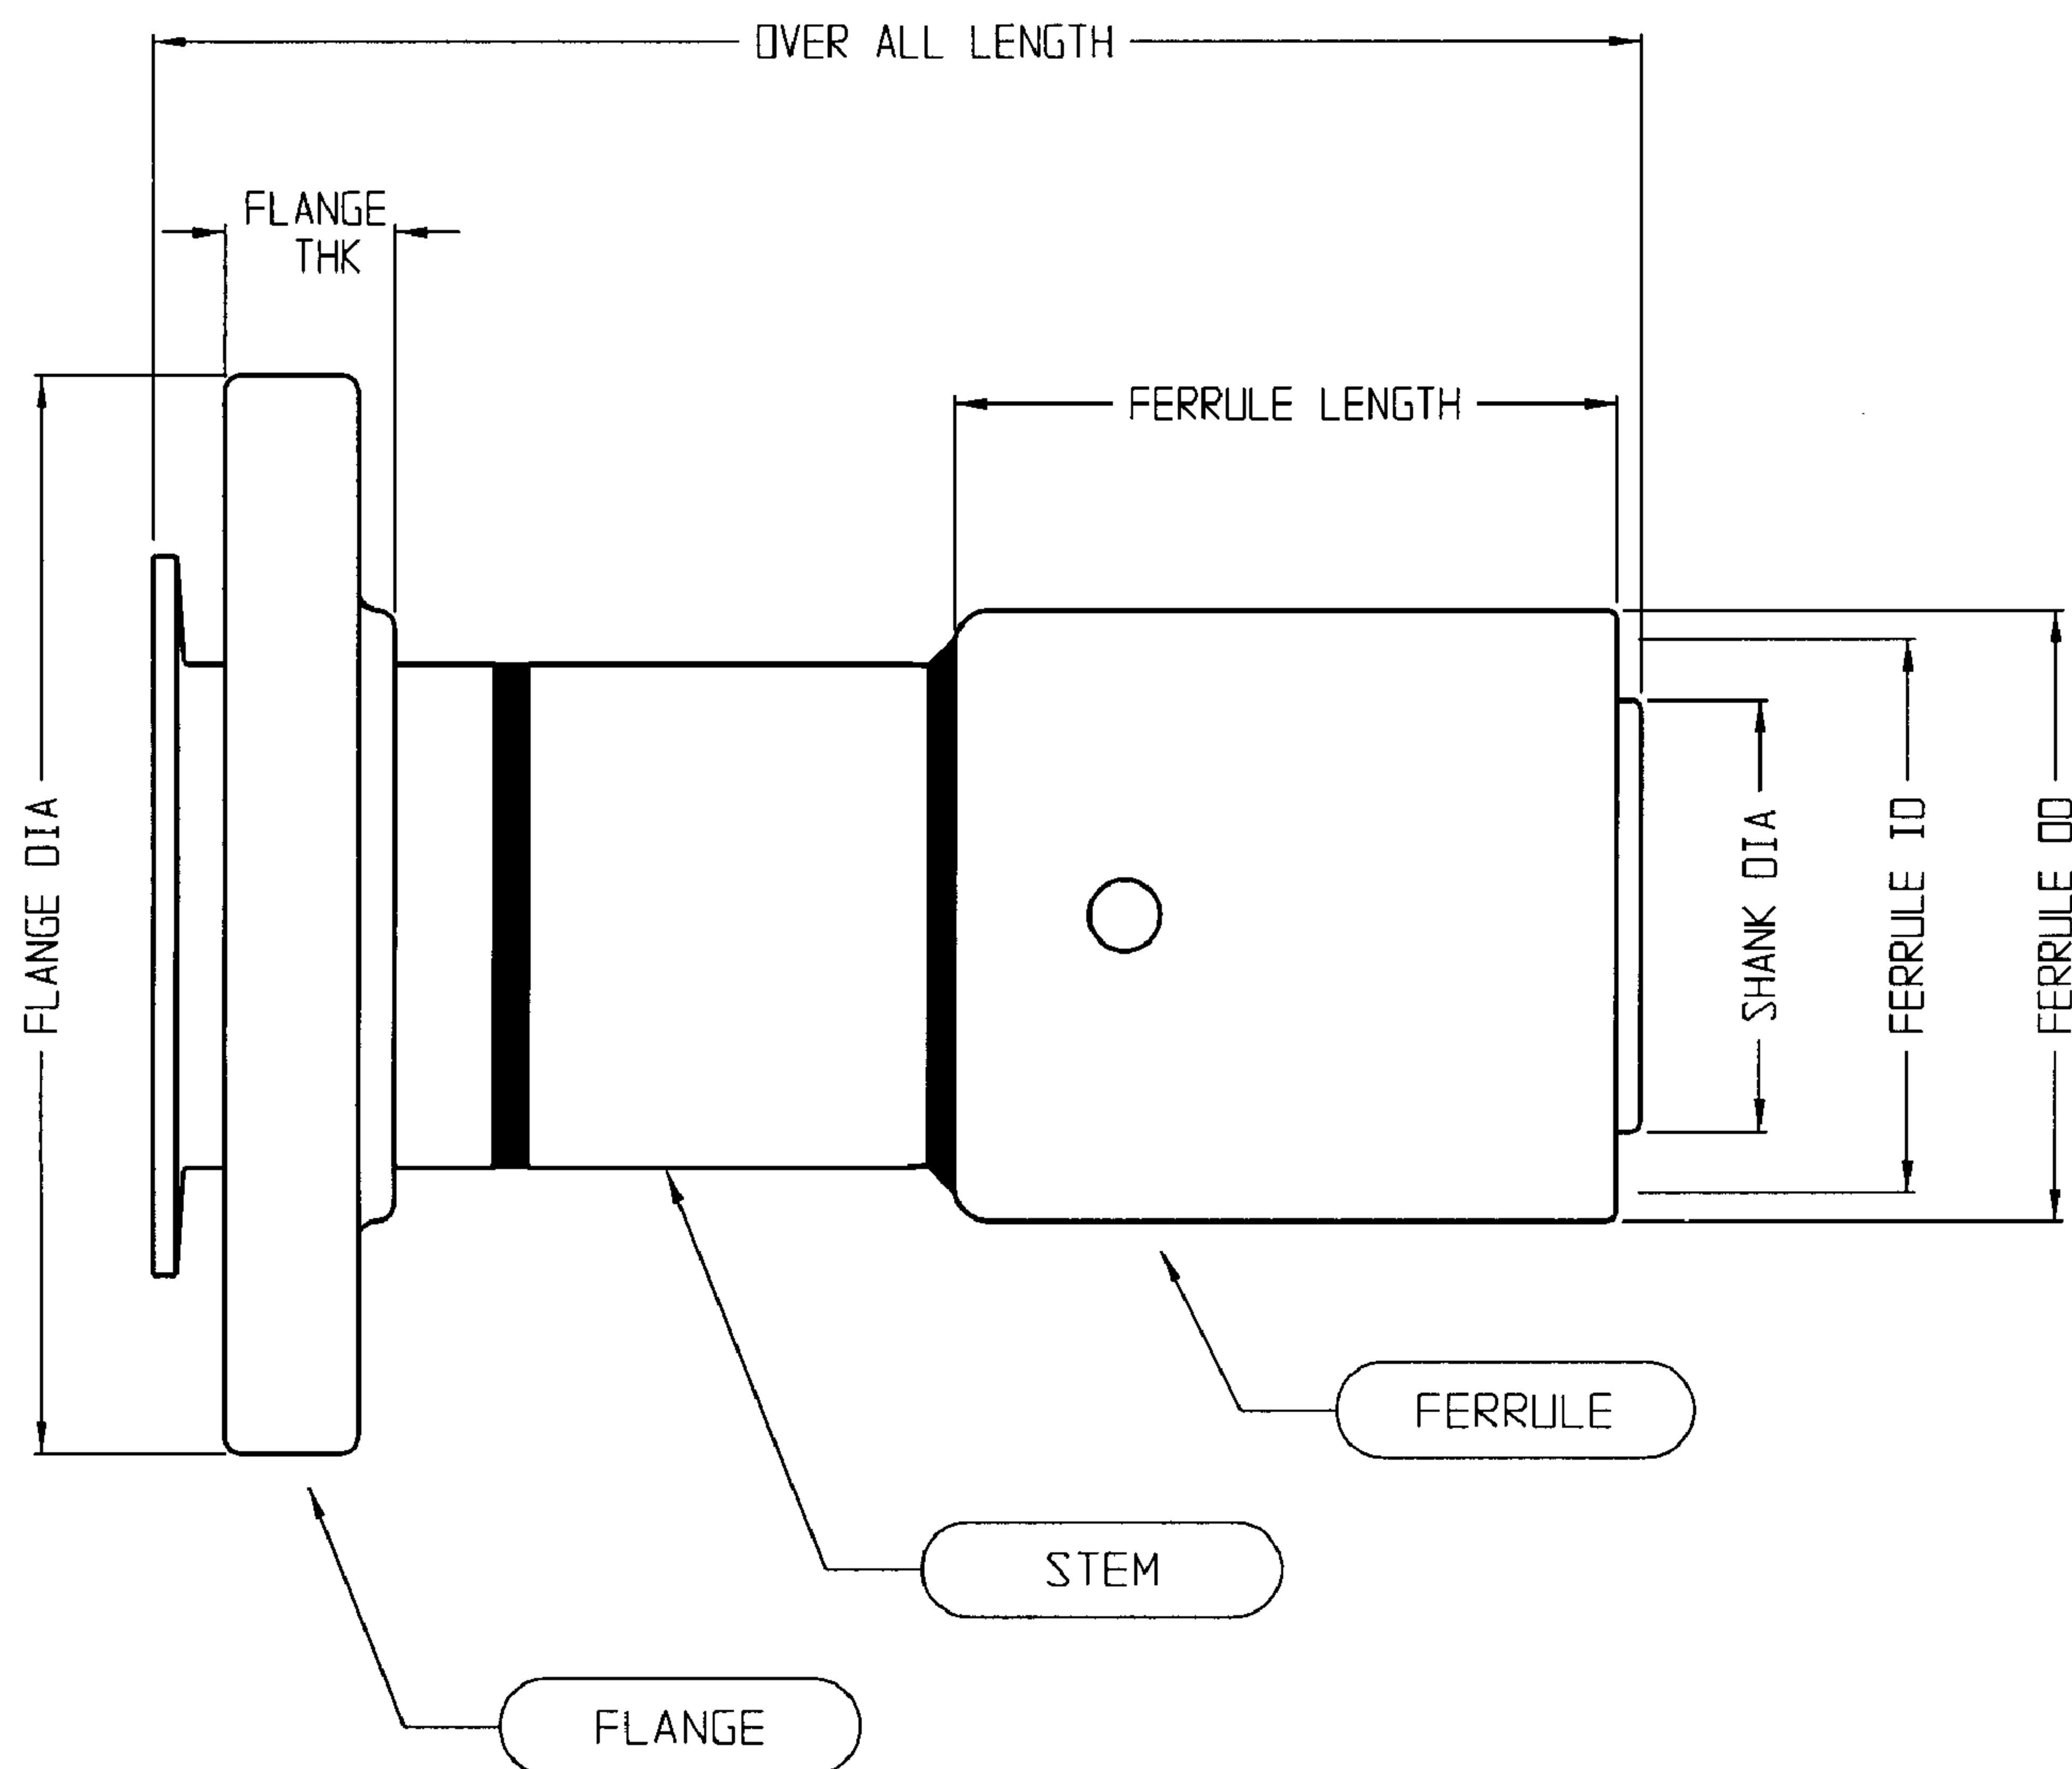 OVER ALL LENGTH
FLANGE
THK
FERRULE LENGTH
FLANGE DIA
SHANK DIA
FERRULE ID
FERRULE OD
FERRULE
STEM
FLANGE